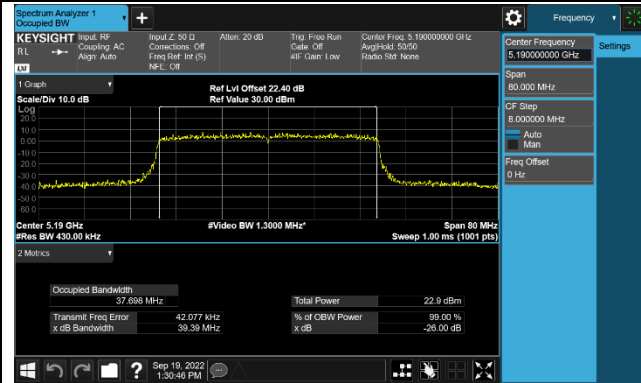 Spectrum Analyzer 1
Occupied BW
Frequency
KEYSIGHT
RL
LXI
Input: RF
Coupling: AC
Align: Auto
Input Z: 50 Ω
Corrections: Off
Freq Ref: Int (S)
NFE: Off
Atten: 20 dB
Trig: Free Run
Gate: Off
#IF Gain: Low
Center Freq: 5.190000000 GHz
Avg|Hold: 50/50
Radio Std: None
Center Frequency
5.190000000 GHz
Settings
Span
80.000 MHz
CF Step
8.000000 MHz
Auto
Man
Freq Offset
0 Hz
1 Graph
Scale/Div 10.0 dB
Ref Lvl Offset 22.40 dB
Ref Value 30.00 dBm
Log
20.0
10.0
0.00
-10.0
-20.0
-30.0
-40.0
-50.0
-60.0
Center 5.19 GHz
#Res BW 430.00 kHz
#Video BW 1.3000 MHz*
Span 80 MHz
Sweep 1.00 ms (1001 pts)
2 Metrics
Occupied Bandwidth
37.698 MHz
Total Power 22.9 dBm
Transmit Freq Error 42.077 kHz
% of OBW Power 99.00 %
x dB Bandwidth 39.39 MHz
x dB -26.00 dB
Sep 19, 2022
1:30:46 PM